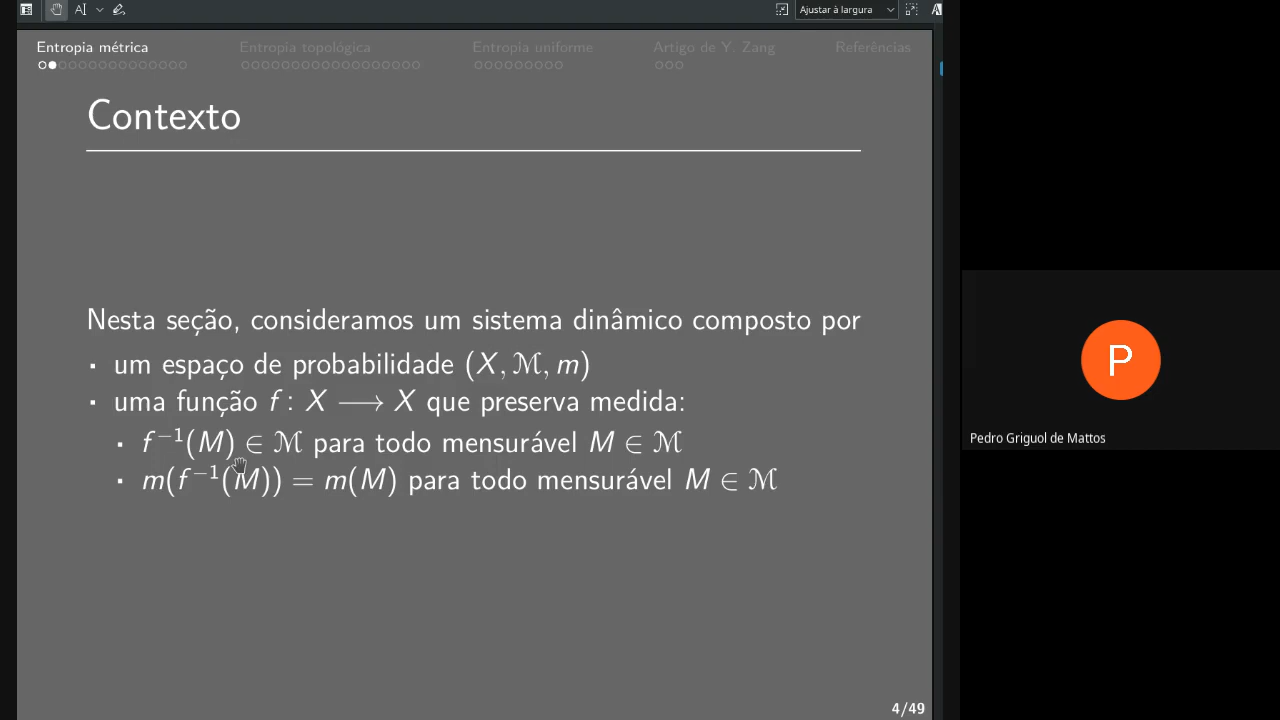 Ajustar à largura
Entropia métrica Entropia topológica Entropia uniforme Artigo de Y. Zang Referências
Contexto
Nesta seção, consideramos um sistema dinâmico composto por
▪ um espaço de probabilidade (X, ℳ, m)
▪ uma função f : X ⟶ X que preserva medida:
▪ f⁻¹(M) ∈ ℳ para todo mensurável M ∈ ℳ
▪ m(f⁻¹(M)) = m(M) para todo mensurável M ∈ ℳ
4/49
P
Pedro Griguol de Mattos